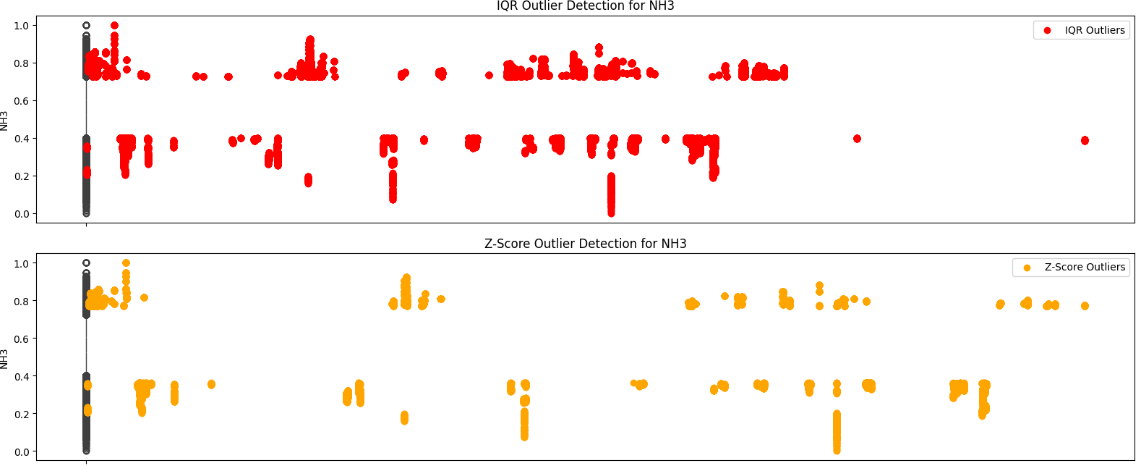 IQR Outlier Detection for NH3
1.0
IQR Outliers
0.8
0.6
NH3
0.4
0.2
0.0
Z-Score Outlier Detection for NH3
1.0
Z-Score Outliers
0.8
0.6
NH3
0.4
0.2
0.0